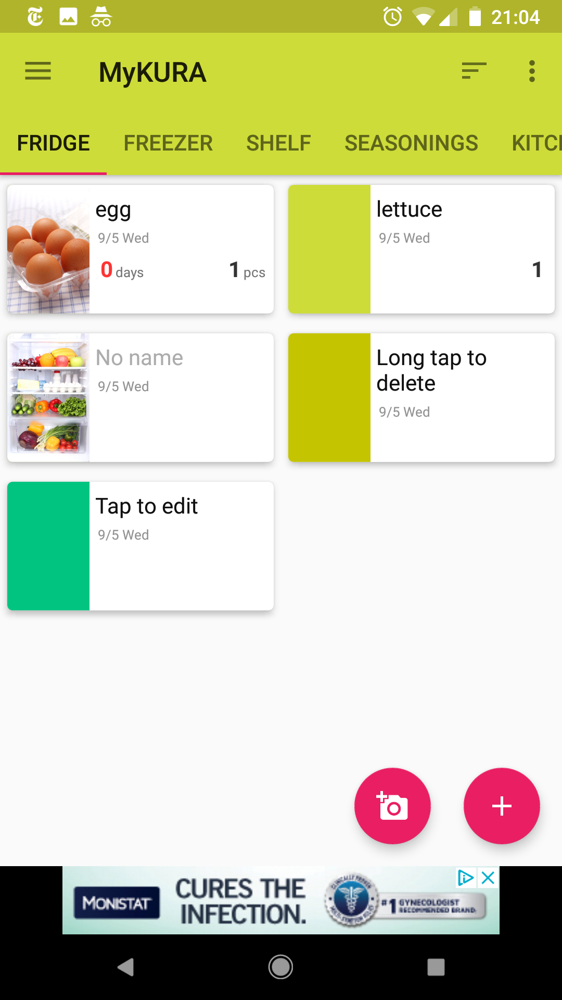 21:04
MyKURA
FRIDGE FREEZER SHELF SEASONINGS KITC
egg
9/5 Wed
0 days 1 pcs
lettuce
9/5 Wed
1
No name
9/5 Wed
Long tap to
delete
9/5 Wed
Tap to edit
9/5 Wed
MONISTAT
CURES THE
INFECTION.
CLINICALLY PROVEN
#1 GYNECOLOGIST
RECOMMENDED BRAND.